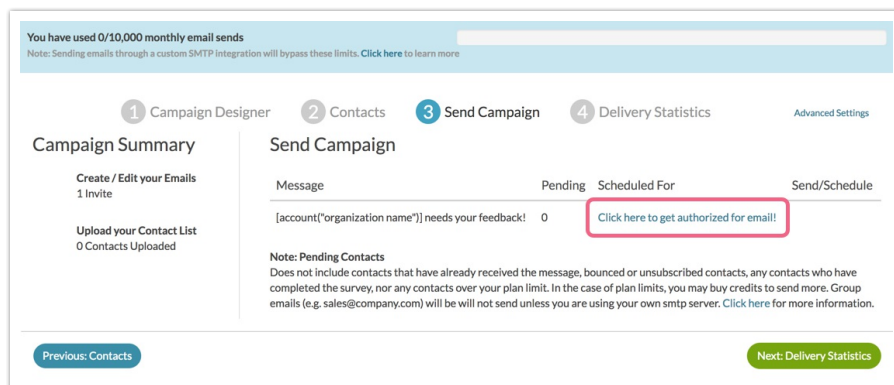 You have used 0/10,000 monthly email sends
Note: Sending emails through a custom SMTP integration will bypass these limits. Click here to learn more
1 Campaign Designer 2 Contacts 3 Send Campaign 4 Delivery Statistics Advanced Settings
Campaign Summary
Create / Edit your Emails
1 Invite
Upload your Contact List
0 Contacts Uploaded
Send Campaign
Message Pending Scheduled For Send/Schedule
[account("organization name")] needs your feedback! 0 Click here to get authorized for email!
Note: Pending Contacts
Does not include contacts that have already received the message, bounced or unsubscribed contacts, any contacts who have
completed the survey, nor any contacts over your plan limit. In the case of plan limits, you may buy credits to send more. Group
emails (e.g. sales@company.com) will be will not send unless you are using your own smtp server. Click here for more information.
Previous: Contacts
Next: Delivery Statistics